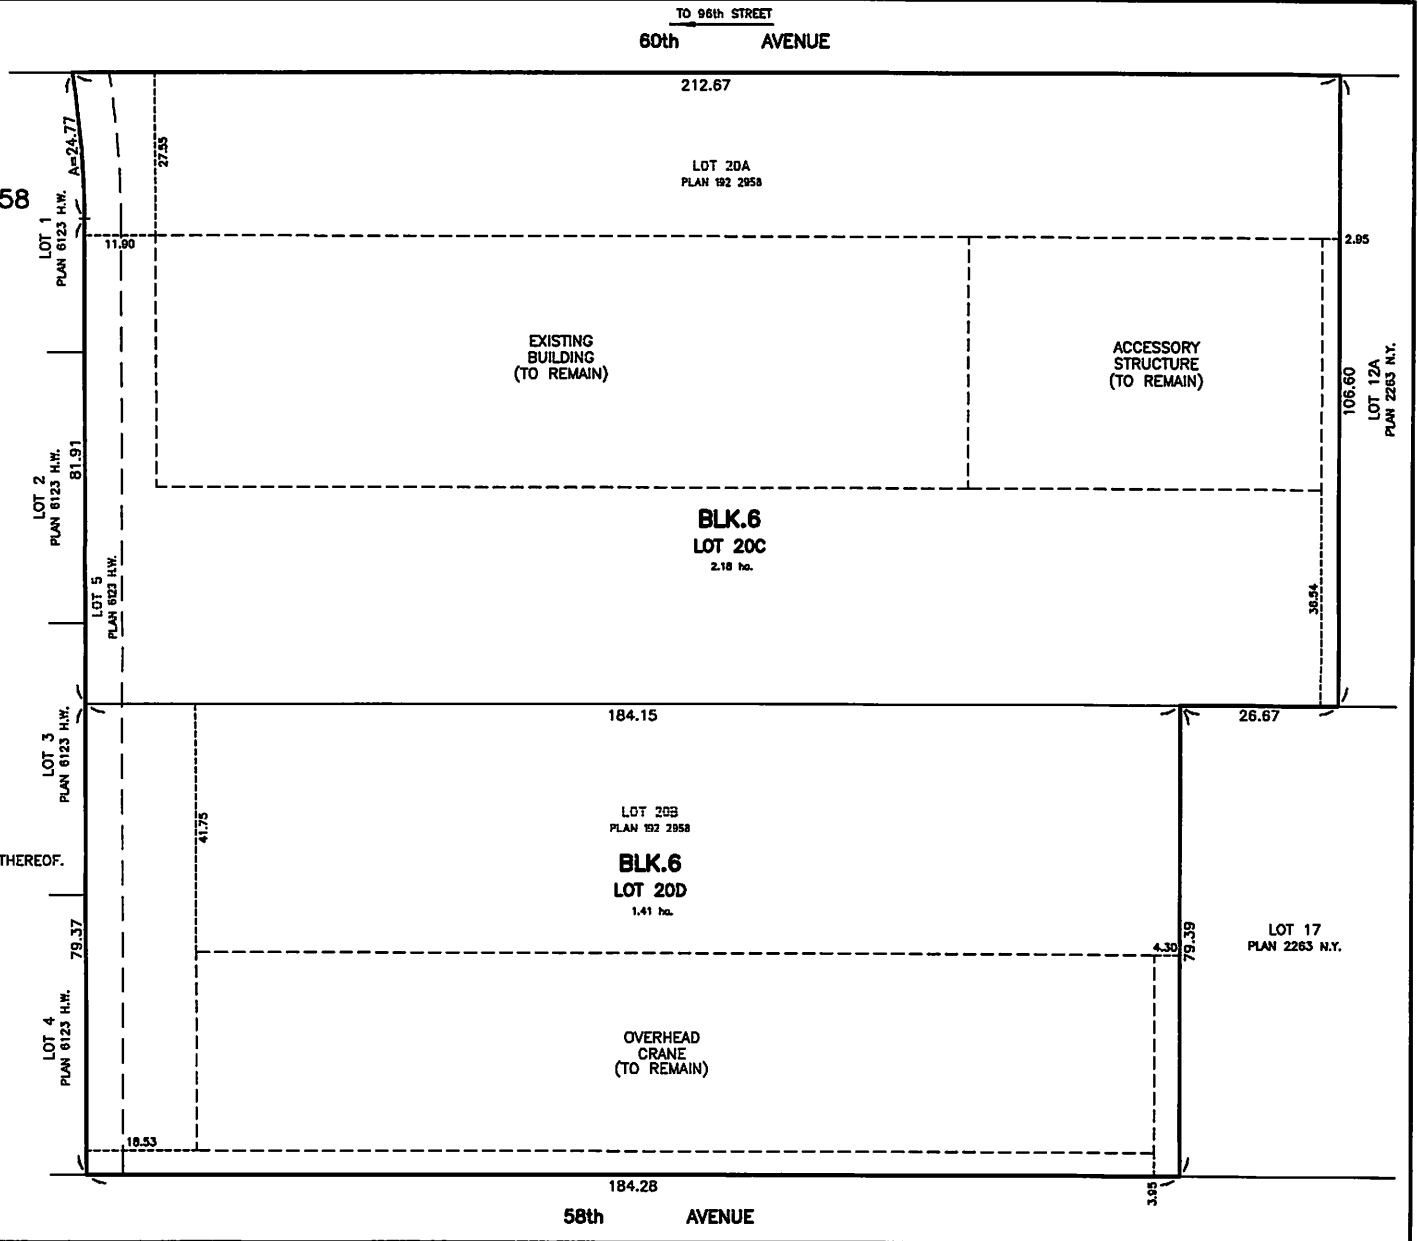 TO 96th STREET
60th AVENUE
212.67
A=24.77
27.55
LOT 20A
PLAN 192 2958
58
LOT 1
PLAN 6123 H.W.
11.90
2.95
EXISTING
BUILDING
(TO REMAIN)
ACCESSORY
STRUCTURE
(TO REMAIN)
106.60
LOT 12A
PLAN 2263 N.Y.
81.91
LOT 2
PLAN 6123 H.W.
BLK.6
LOT 20C
2.18 ha.
LOT 5
PLAN 6123 H.W.
36.54
184.15
26.67
LOT 3
PLAN 6123 H.W.
41.75
LOT 20B
PLAN 192 2958
THEREOF.
BLK.6
LOT 20D
1.41 ha.
79.37
4.30
79.39
LOT 17
PLAN 2263 N.Y.
LOT 4
PLAN 6123 H.W.
OVERHEAD
CRANE
(TO REMAIN)
18.53
184.28
3.95
58th AVENUE